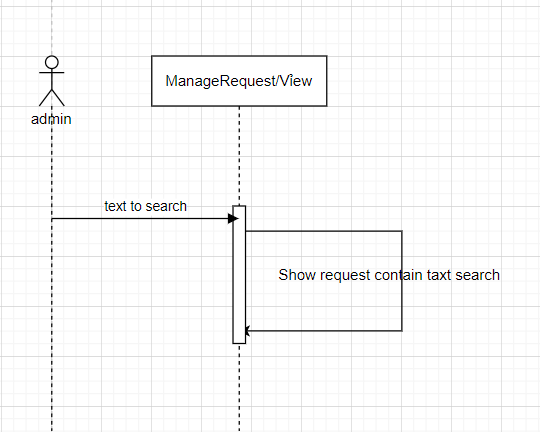 ManageRequest/View
admin
text to search
Show request contain taxt search